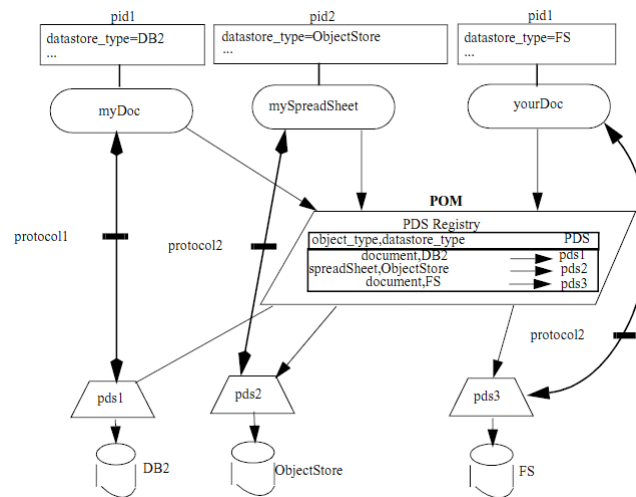 pid1
pid2
pid1
datastore_type=DB2
...
datastore_type=ObjectStore
...
datastore_type=FS
...
myDoc
mySpreadSheet
yourDoc
POM
PDS Registry
object_type,datastore_type PDS
document,DB2 pds1
spreadSheet,ObjectStore pds2
document,FS pds3
protocol1
protocol2
protocol2
pds1
pds2
pds3
DB2
ObjectStore
FS